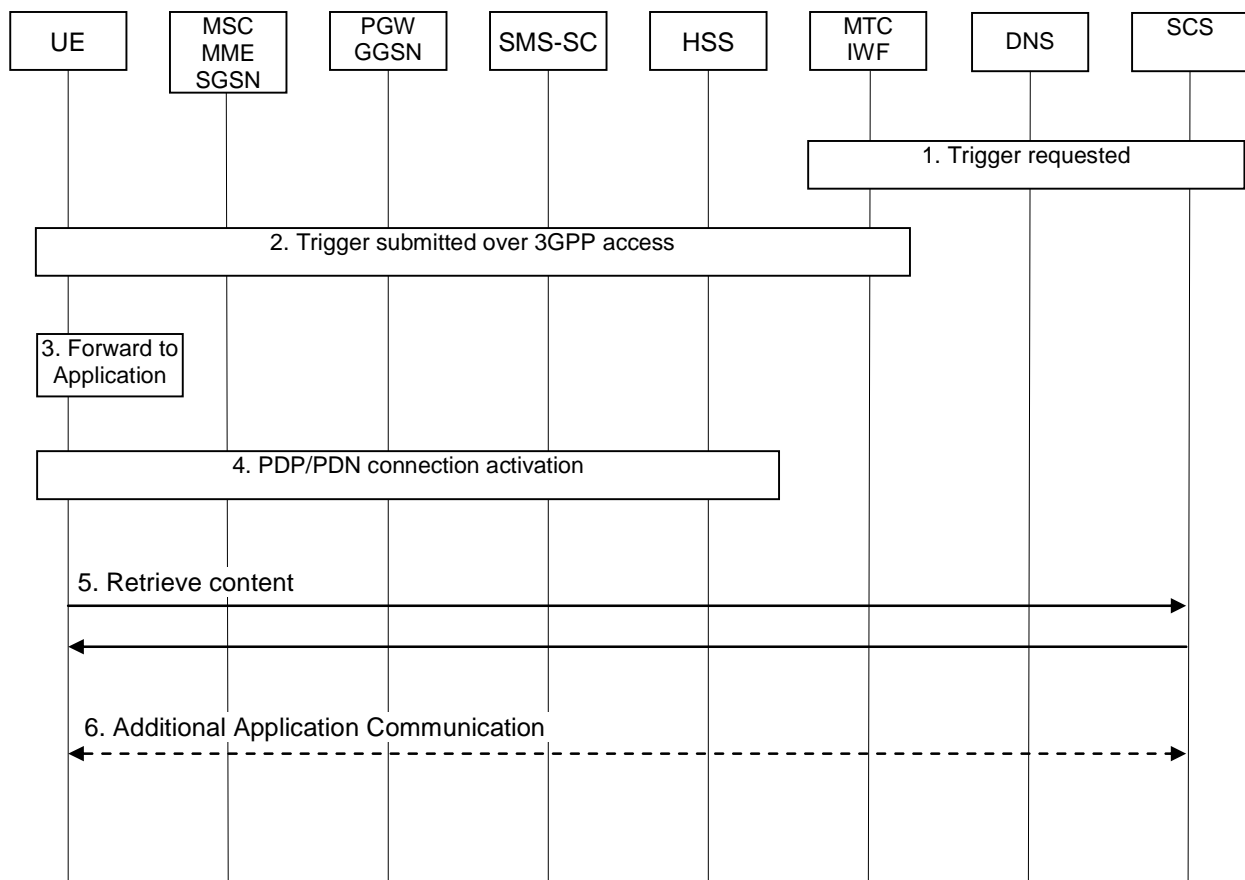 UE
MSC
MME
SGSN
PGW
GGSN
SMS-SC
HSS
MTC
IWF
DNS
SCS
1. Trigger requested
2. Trigger submitted over 3GPP access
3. Forward to
Application
4. PDP/PDN connection activation
5. Retrieve content
6. Additional Application Communication